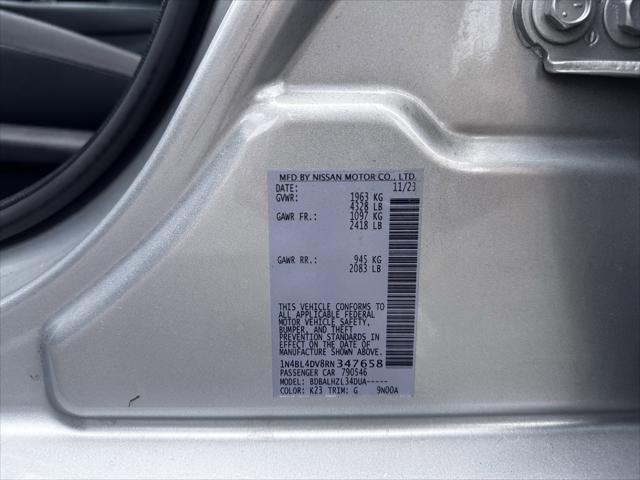 MFD BY NISSAN MOTOR CO., LTD.
DATE: 11/23
GVWR: 1963 KG
4328 LB
GAWR FR.: 1097 KG
2418 LB
GAWR RR.: 945 KG
2083 LB
THIS VEHICLE CONFORMS TO
ALL APPLICABLE FEDERAL
MOTOR VEHICLE SAFETY,
BUMPER, AND THEFT
PREVENTION STANDARDS IN
EFFECT ON THE DATE OF
MANUFACTURE SHOWN ABOVE.
1N4BL4DV8RN347658
PASSENGER CAR 790546
MODEL: BDBALHZL34DUA-----
COLOR: K23 TRIM: G 9N00A